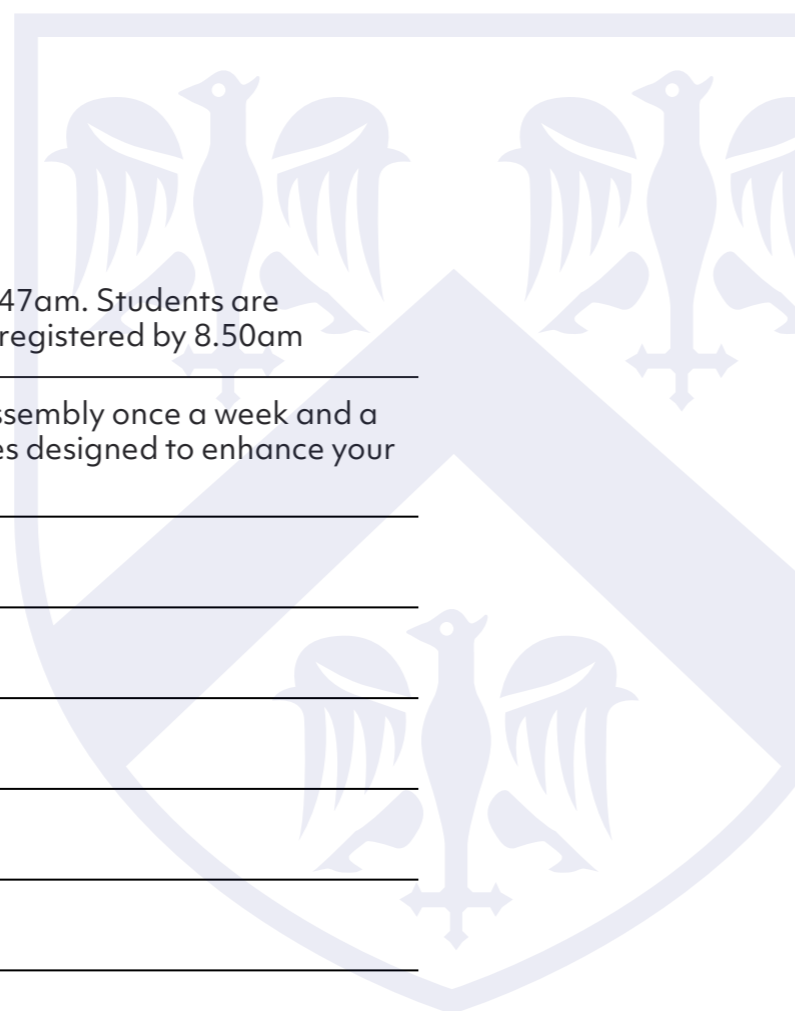 47am. Students are
registered by 8.50am
ssembly once a week and a
es designed to enhance your